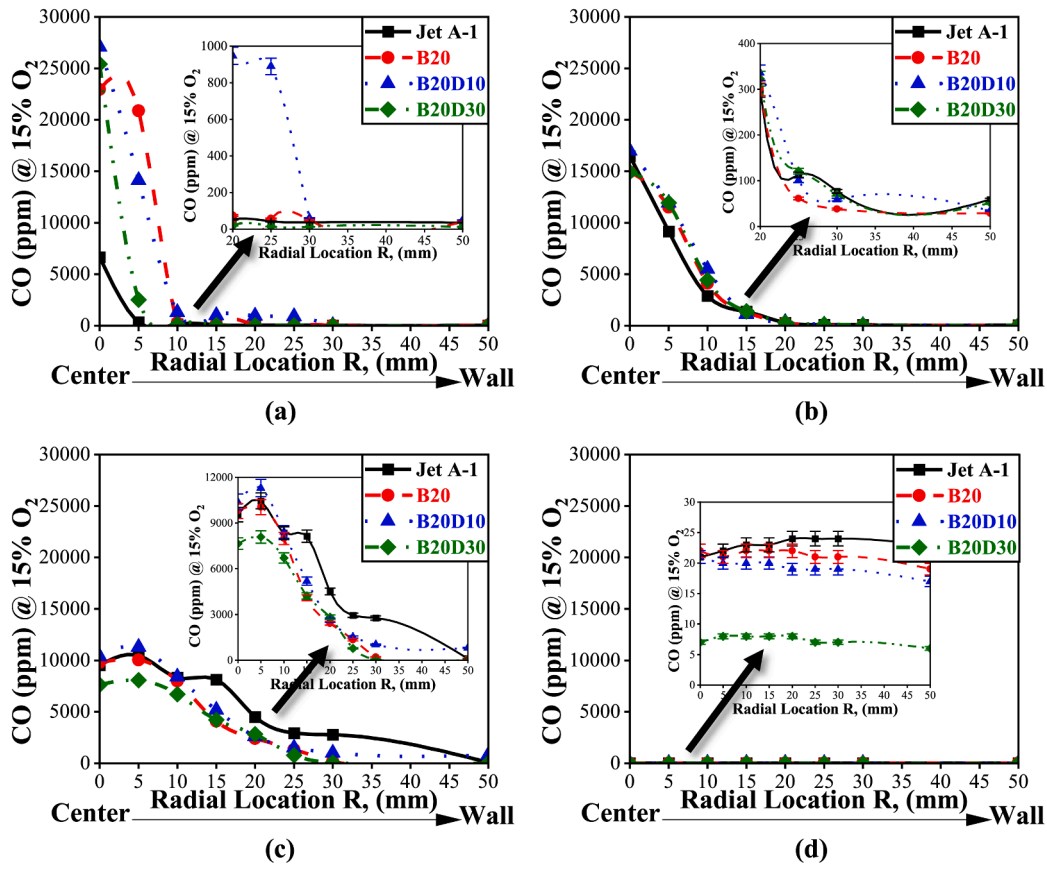 30000
25000
20000
15000
10000
5000
0
CO (ppm) @ 15% O2
0 5 10 15 20 25 30 35 40 45 50
Radial Location R, (mm)
Center
Wall
Jet A-1
B20
B20D10
B20D30
1000
800
600
400
200
0
CO (ppm) @ 15% O2
20 25 30 35 40 45 50
Radial Location R, (mm)
(a)
30000
25000
20000
15000
10000
5000
0
CO (ppm) @ 15% O2
0 5 10 15 20 25 30 35 40 45 50
Radial Location R, (mm)
Center
Wall
Jet A-1
B20
B20D10
B20D30
400
300
200
100
0
CO (ppm) @ 15% O2
20 25 30 35 40 45 50
Radial Location R, (mm)
(b)
30000
25000
20000
15000
10000
5000
0
CO (ppm) @ 15% O2
0 5 10 15 20 25 30 35 40 45 50
Radial Location R, (mm)
Center
Wall
Jet A-1
B20
B20D10
B20D30
12000
9000
6000
3000
0
CO (ppm) @ 15% O2
0 5 10 15 20 25 30 35 40 45 50
Radial Location R, (mm)
(c)
30000
25000
20000
15000
10000
5000
0
CO (ppm) @ 15% O2
0 5 10 15 20 25 30 35 40 45 50
Radial Location R, (mm)
Center
Wall
Jet A-1
B20
B20D10
B20D30
30
25
20
15
10
5
0
CO (ppm) @ 15% O2
0 5 10 15 20 25 30 35 40 45 50
Radial Location R, (mm)
(d)